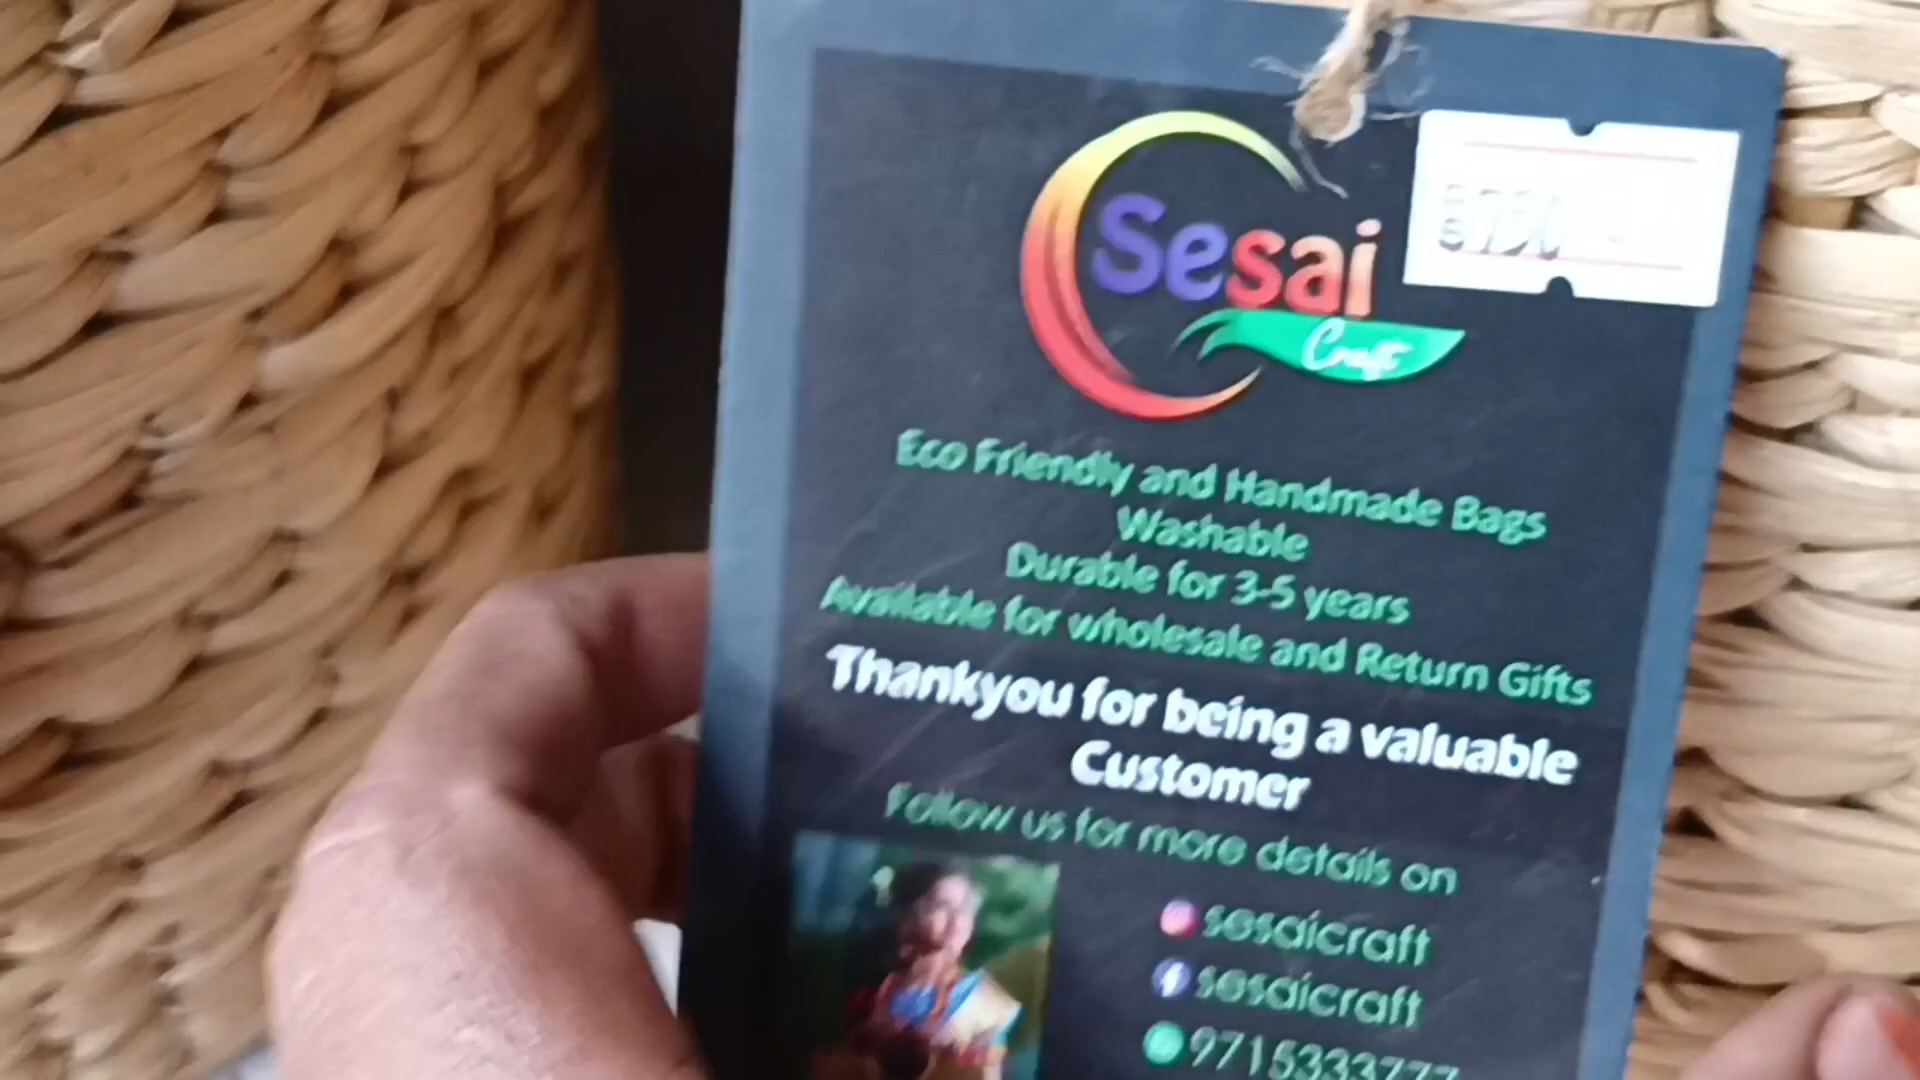 Sesai
Craft
Eco Friendly and Handmade Bags
Washable
Durable for 3-5 years
Available for wholesale and Return Gifts
Thankyou for being a valuable
Customer
Follow us for more details on
sesaicraft
sesaicraft
9715333777